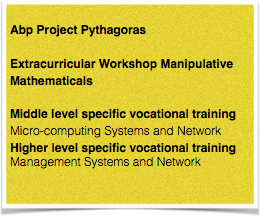 Abp Project Pythagoras
Extracurricular Workshop Manipulative
Mathematicals
Middle level specific vocational training
Micro-computing Systems and Network
Higher level specific vocational training
Management Systems and Network